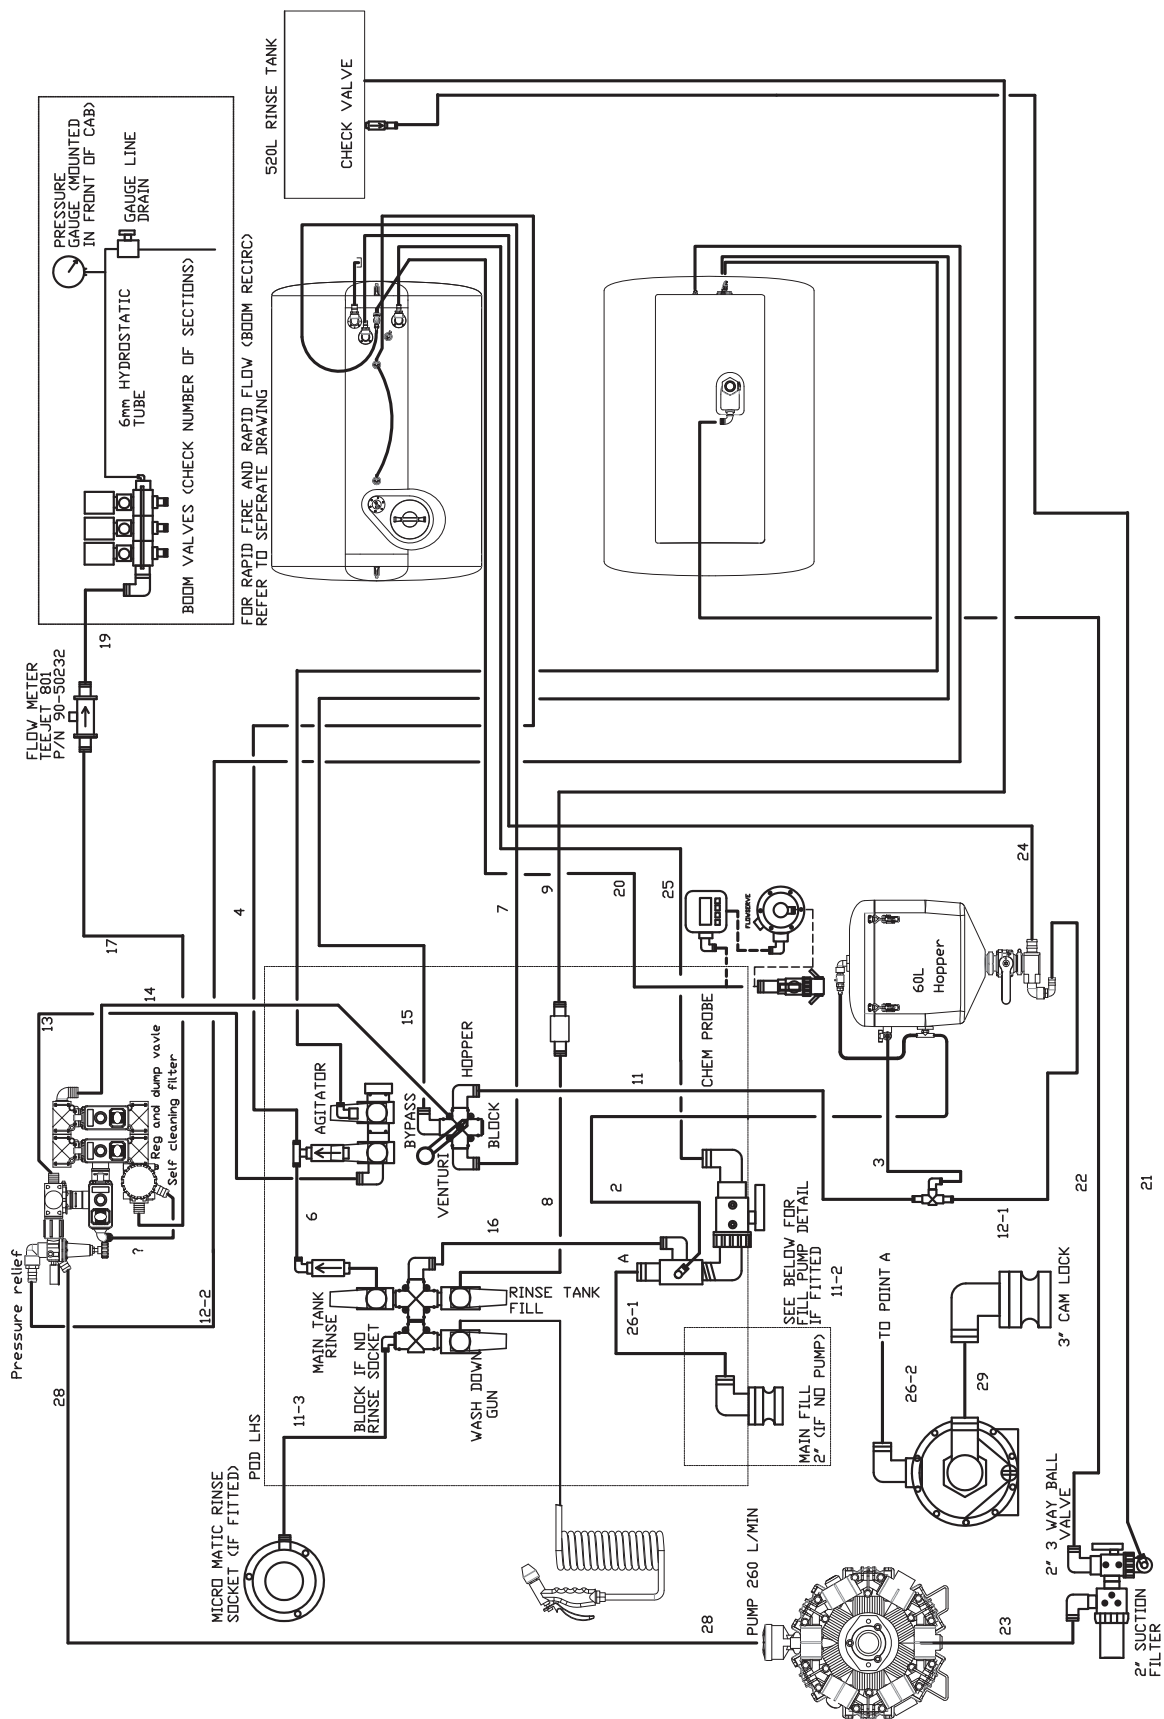 PRESSURE
GAUGE (MOUNTED
IN FRONT OF CAB)
GAUGE LINE
DRAIN
6mm HYDROSTATIC
TUBE
BOOM VALVES (CHECK NUMBER OF SECTIONS)
FOR RAPID FIRE AND RAPID FLOW (BOOM RECIRC)
REFER TO SEPERATE DRAWING
520L RINSE TANK
CHECK VALVE
19
FLOW METER
TEEJET 801
P/N 90-50232
17
4
7
9
20
25
24
FLOWSERVE
60L
Hopper
13
14
Reg and dump vavle
Self cleaning filter
?
Pressure relief
12-2
28
15
AGITATOR
BYPASS
HOPPER
BLOCK
VENTURI
CHEM PROBE
11
6
16
8
2
3
22
21
12-1
MAIN TANK
RINSE
RINSE TANK
FILL
BLOCK IF NO
RINSE SOCKET
WASH DOWN
GUN
11-3
POD LHS
A
26-1
SEE BELOW FOR
FILL PUMP DETAIL
IF FITTED
11-2
MAIN FILL
2" (IF NO PUMP)
TO POINT A
26-2
29
3" CAM LOCK
MICRO MATIC RINSE
SOCKET (IF FITTED)
28
PUMP 260 L/MIN
23
2" 3 WAY BALL
VALVE
2" SUCTION
FILTER